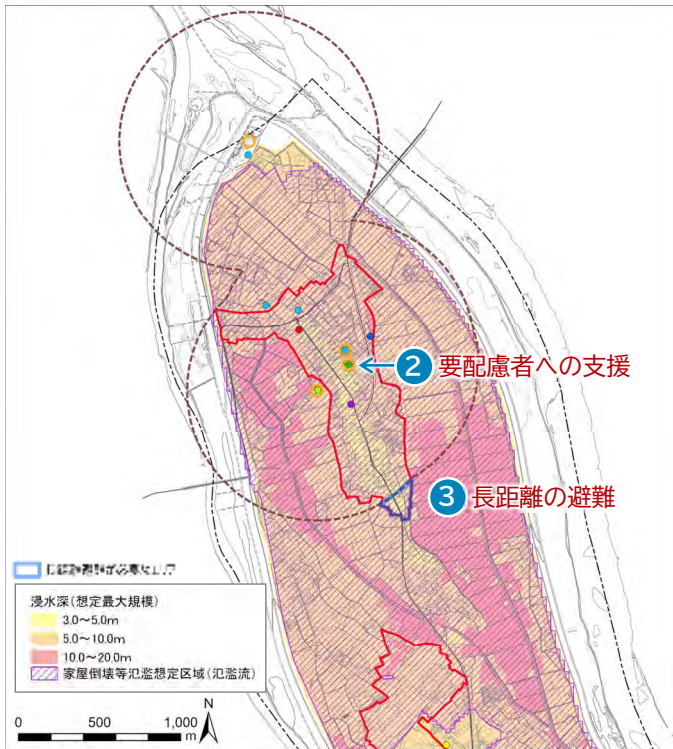 2 要配慮者への支援
3 長距離の避難
浸水深(想定最大規模)
3.0～5.0m
5.0～10.0m
10.0～20.0m
家屋倒壊等氾濫想定区域(氾濫流)
0 500 1,000 m
N